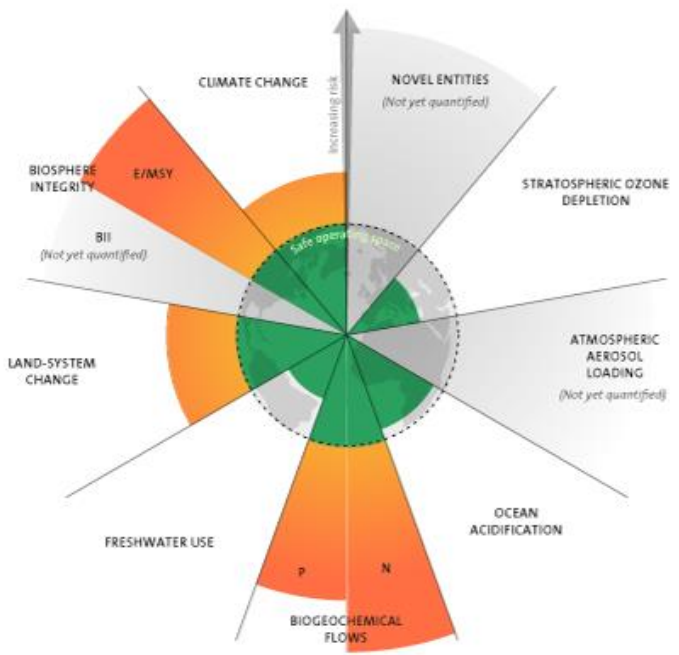 CLIMATE CHANGE
NOVEL ENTITIES
(Not yet quantified)
Increasing risk
STRATOSPHERIC OZONE
DEPLETION
BIOSPHERE
INTEGRITY
E/MSY
BII
(Not yet quantified)
Safe operating space
ATMOSPHERIC
AEROSOL
LOADING
(Not yet quantified)
LAND-SYSTEM
CHANGE
OCEAN
ACIDIFICATION
FRESHWATER USE
P
N
BIOGEOCHEMICAL
FLOWS